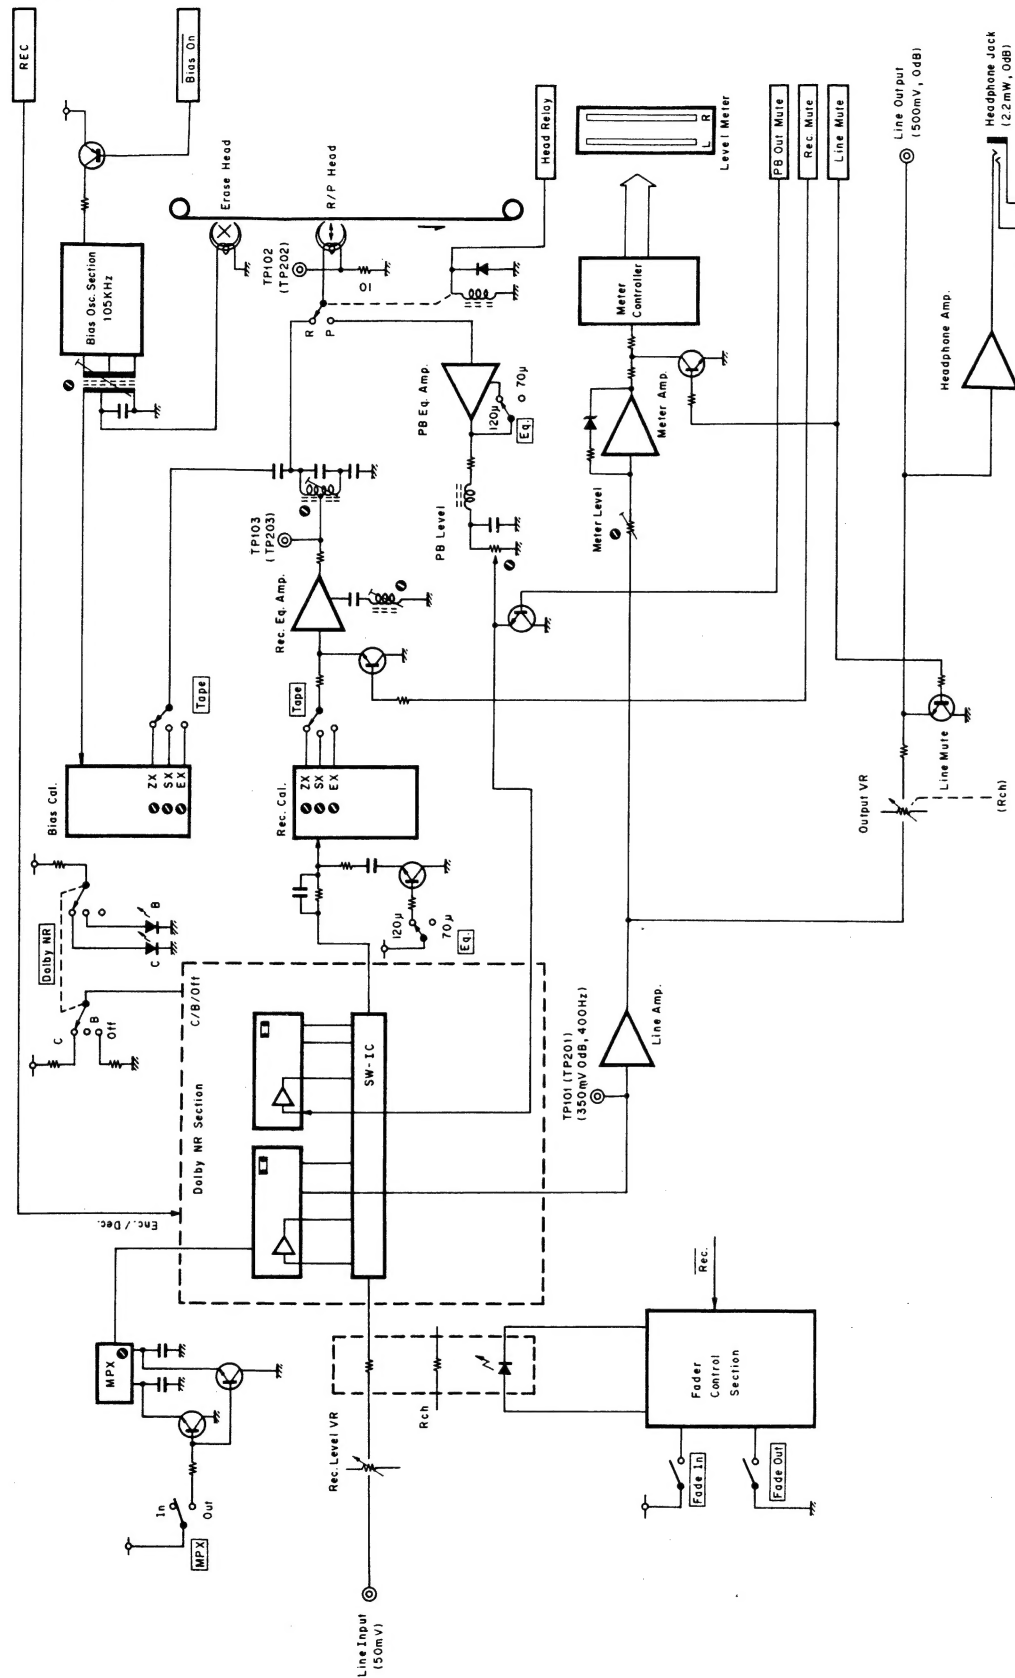 REC
Bias On
Bias Osc. Section
105KHz
Erase Head
R/P Head
TP102
(TP202)
10
R
P
Head Relay
Level Meter
L R
Meter
Controller
PB Out Mute
Rec. Mute
Line Mute
Line Output
(500mV, 0dB)
Headphone Jack
(2.2mW, 0dB)
Headphone Amp.
PB Eq. Amp.
120μ
70μ
Eq.
PB Level
Meter Amp.
Meter Level
TP103
(TP203)
Rec. Eq. Amp.
Tape
Bias Cal.
ZX
SX
EX
Tape
Rec. Cal.
ZX
SX
EX
120μ
70μ
Eq.
Output VR
(Rch)
Line Mute
Dolby NR
B
C
C
B
Off
C/B/Off
Dolby NR Section
SW-IC
Enc. / Dec.
TP101 (TP201)
(350mV 0dB, 400Hz)
Line Amp.
MPX
In
Out
MPX
Rec. Level VR
Rch
Rec.
Fader
Control
Section
Fade In
Fade Out
Line Input
(50mV)